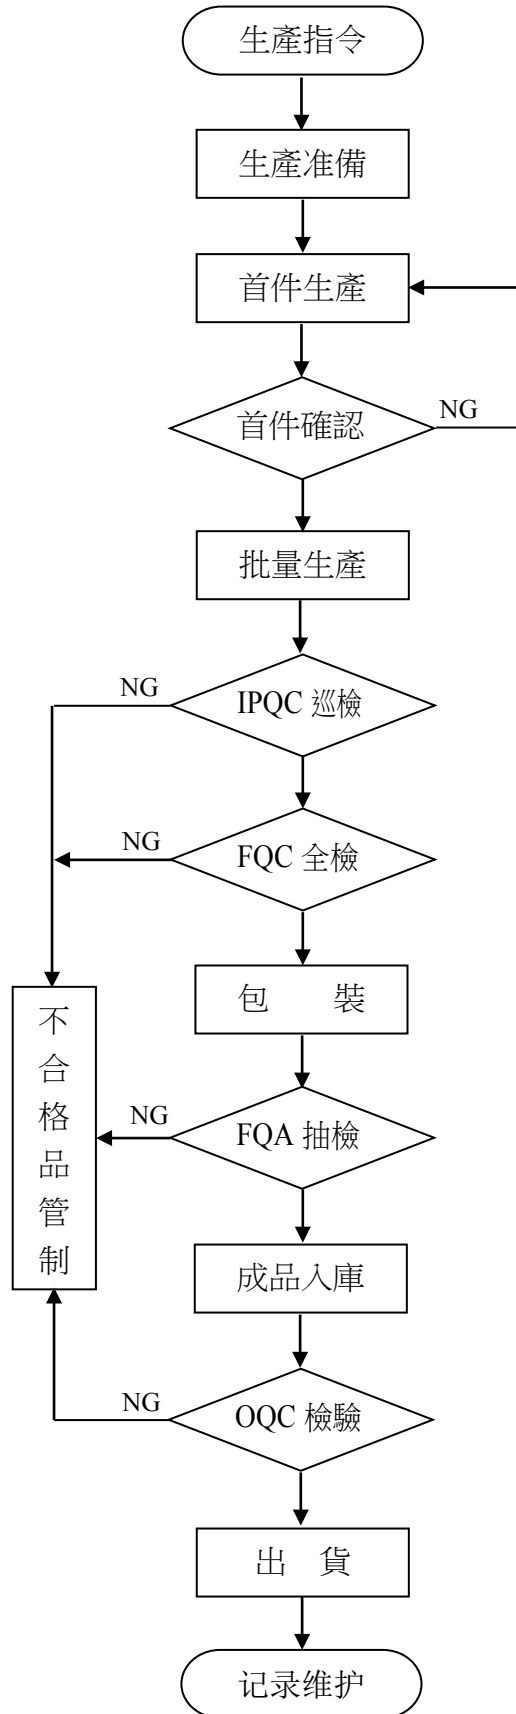 生產指令
生產准備
首件生產
首件確認
NG
批量生產
NG
IPQC 巡檢
NG
FQC 全檢
包 裝
不
合
格
品
管
制
NG
FQA 抽檢
成品入庫
NG
OQC 檢驗
出 貨
记录维护